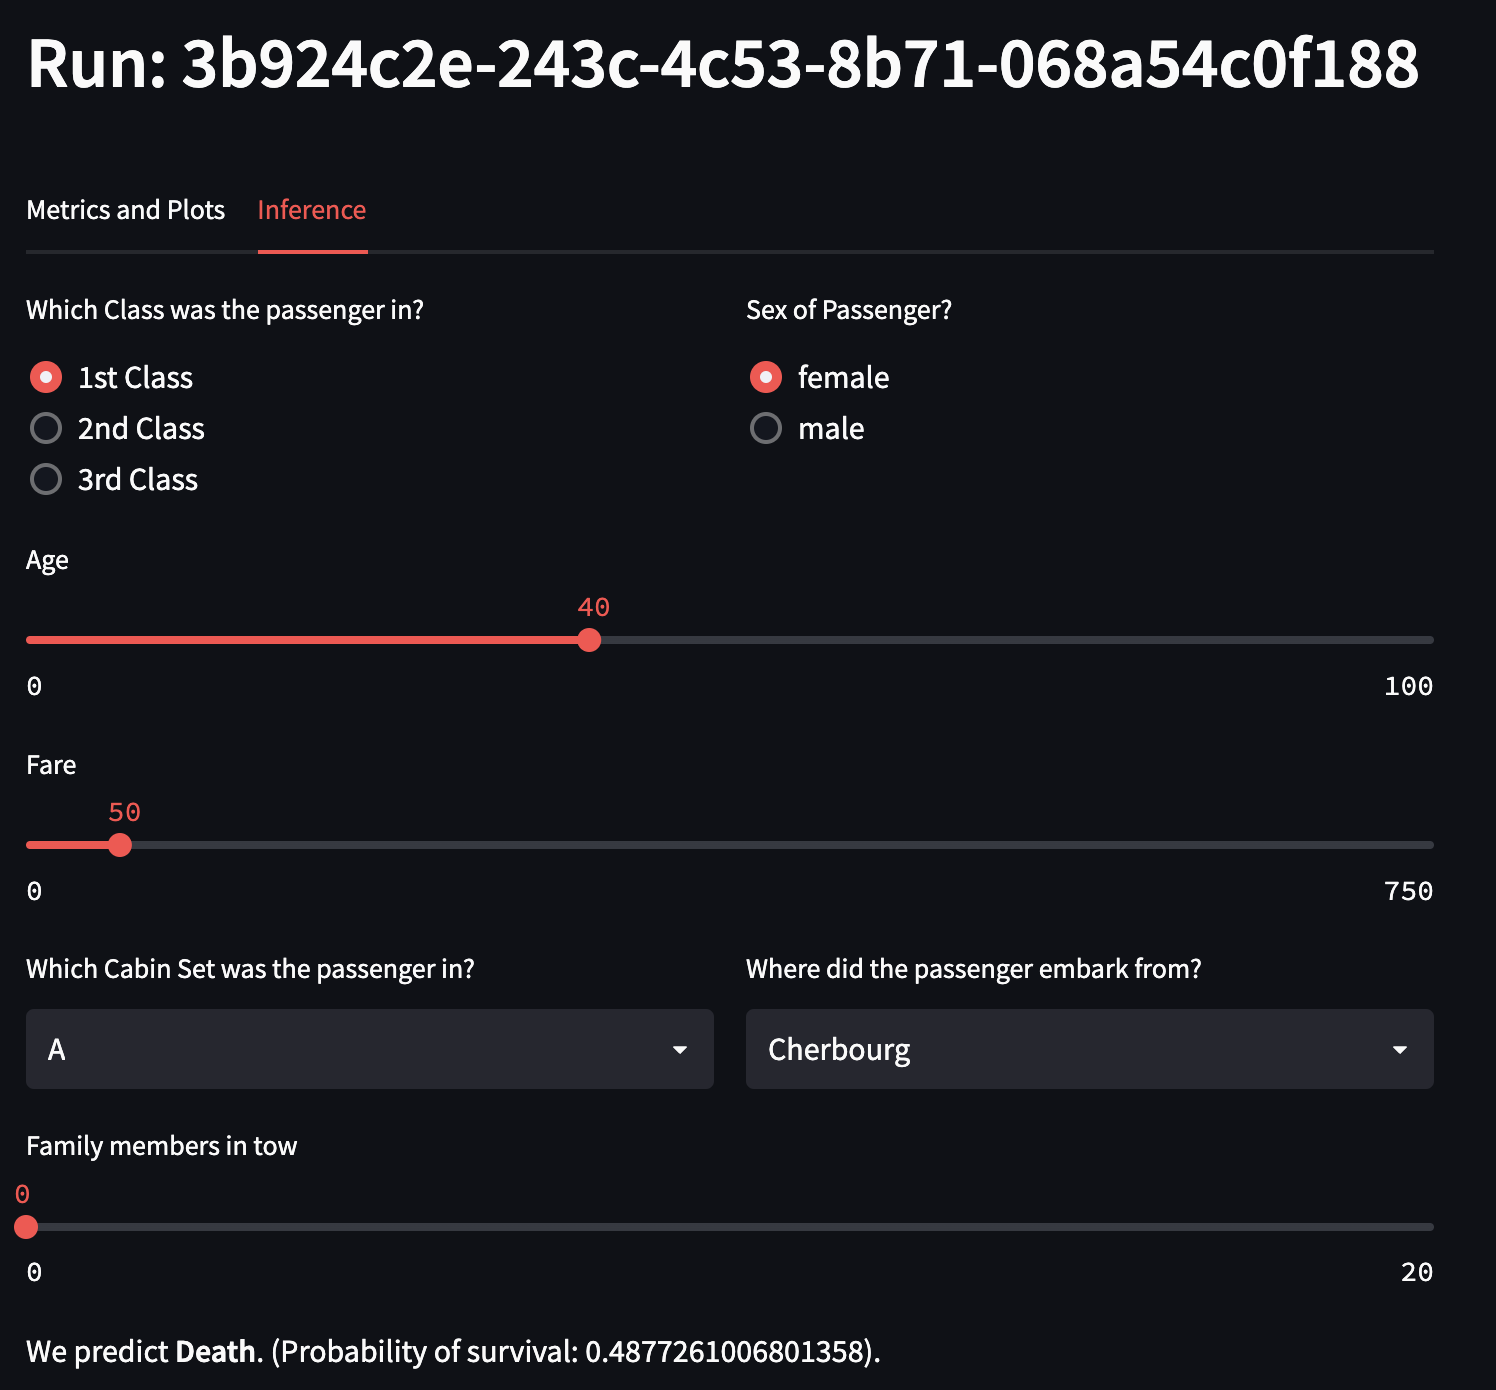 Run: 3b924c2e-243c-4c53-8b71-068a54c0f188
Metrics and Plots Inference
Which Class was the passenger in?
1st Class
2nd Class
3rd Class
Sex of Passenger?
female
male
Age
40
0 100
Fare
50
0 750
Which Cabin Set was the passenger in?
A
Where did the passenger embark from?
Cherbourg
Family members in tow
0
0 20
We predict Death. (Probability of survival: 0.4877261006801358).